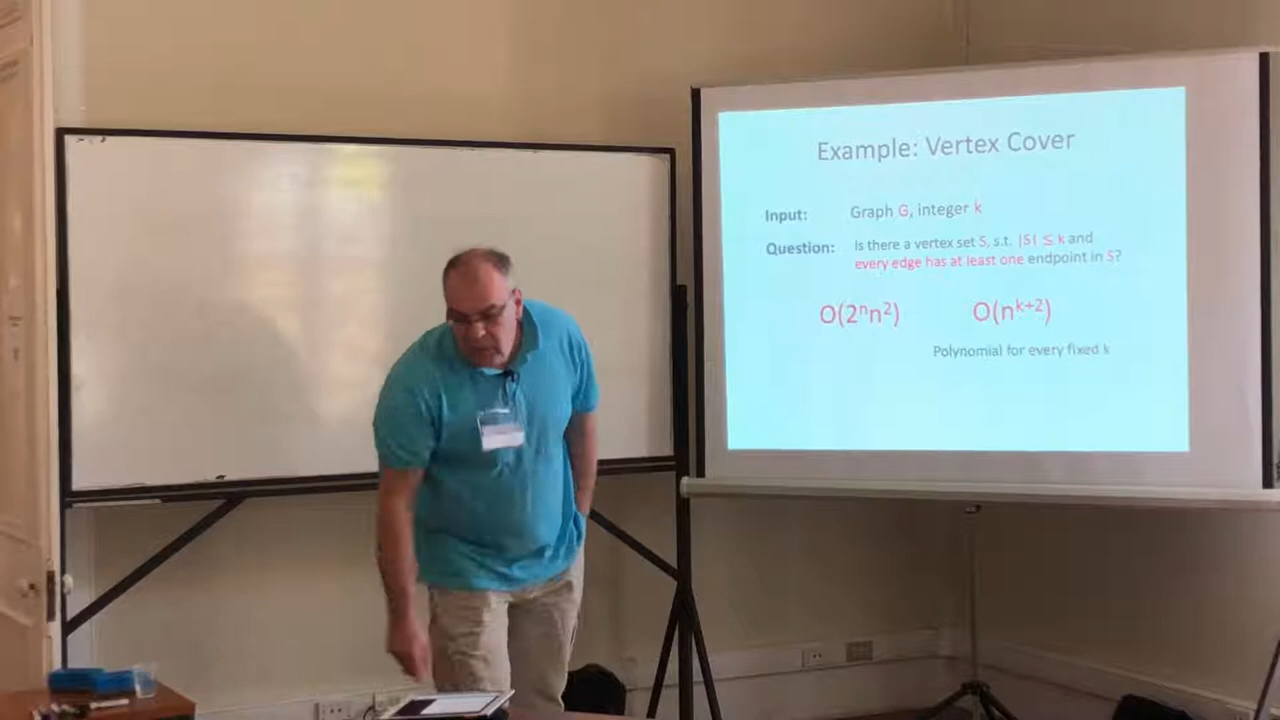 Example: Vertex Cover
Input: Graph G, integer k
Question: Is there a vertex set S, s.t. |S| ≤ k and
every edge has at least one endpoint in S?
O(2ⁿn²) O(nᵏ⁺²)
Polynomial for every fixed k